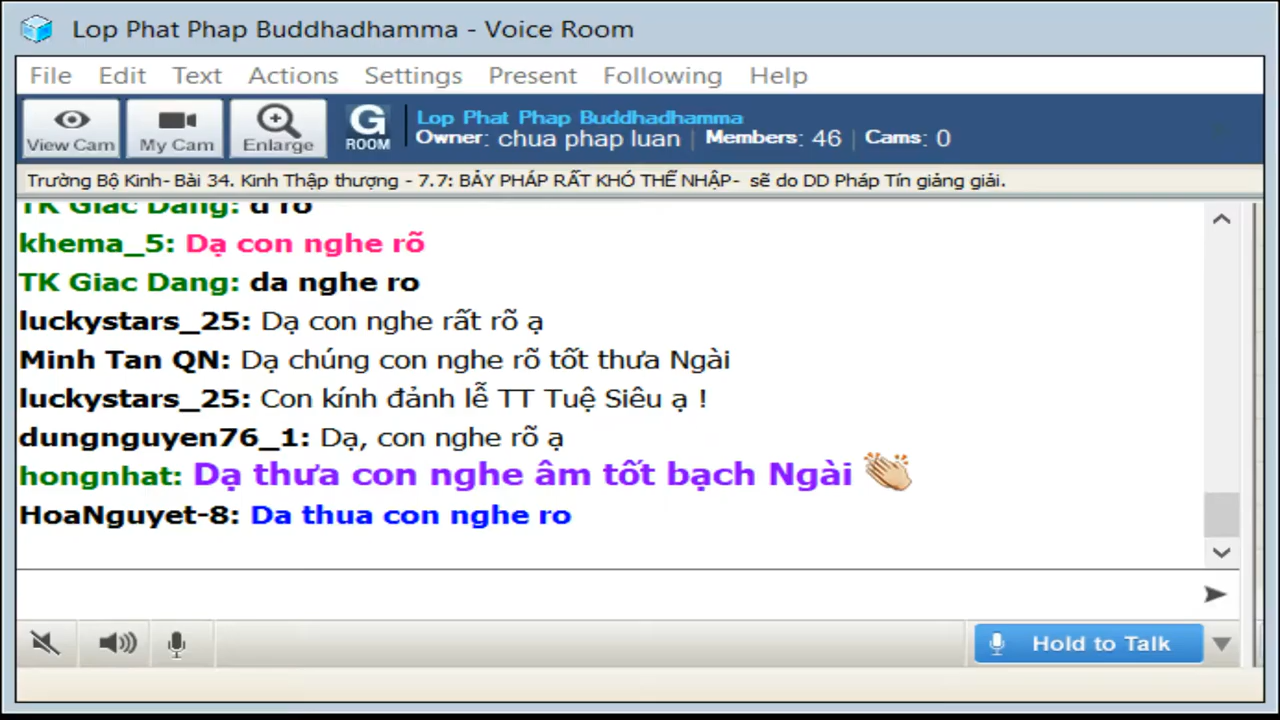 Lop Phat Phap Buddhadhamma - Voice Room
File Edit Text Actions Settings Present Following Help
View Cam My Cam Enlarge G ROOM
Lop Phat Phap Buddhadhamma
Owner: chua phap luan | Members: 46 | Cams: 0
Trường Bộ Kinh- Bài 34. Kinh Thập thượng - 7.7: BẢY PHÁP RẤT KHÓ THỂ NHẬP- sẽ do DD Pháp Tín giảng giải.
TK Giac Dang: d ro
khema_5: Dạ con nghe rõ
TK Giac Dang: da nghe ro
luckystars_25: Dạ con nghe rất rõ ạ
Minh Tan QN: Dạ chúng con nghe rõ tốt thưa Ngài
luckystars_25: Con kính đảnh lễ TT Tuệ Siêu ạ !
dungnguyen76_1: Dạ, con nghe rõ ạ
hongnhat: Dạ thưa con nghe âm tốt bạch Ngài
HoaNguyet-8: Da thua con nghe ro
Hold to Talk